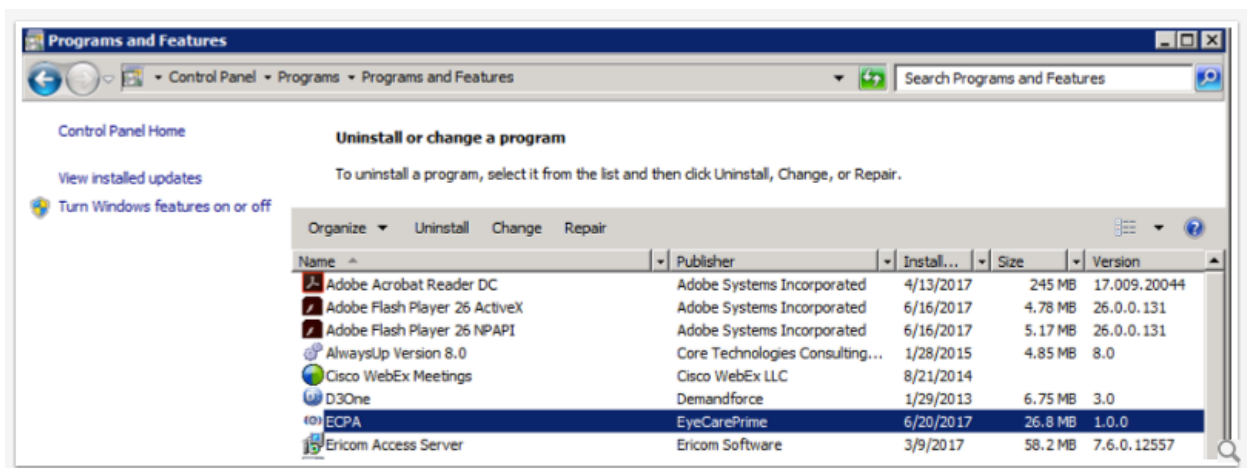 Programs and Features
Control Panel Programs Programs and Features
Search Programs and Features
Control Panel Home
View installed updates
Turn Windows features on or off
Uninstall or change a program
To uninstall a program, select it from the list and then click Uninstall, Change, or Repair.
Organize Uninstall Change Repair
Name Publisher Install... Size Version
Adobe Acrobat Reader DC Adobe Systems Incorporated 4/13/2017 245 MB 17.009.20044
Adobe Flash Player 26 ActiveX Adobe Systems Incorporated 6/16/2017 4.78 MB 26.0.0.131
Adobe Flash Player 26 NPAPI Adobe Systems Incorporated 6/16/2017 5.17 MB 26.0.0.131
AlwaysUp Version 8.0 Core Technologies Consulting... 1/28/2015 4.85 MB 8.0
Cisco WebEx Meetings Cisco WebEx LLC 8/21/2014
D3One Demandforce 1/29/2013 6.75 MB 3.0
ECPA EyeCarePrime 6/20/2017 26.8 MB 1.0.0
Ericom Access Server Ericom Software 3/9/2017 58.2 MB 7.6.0.12557